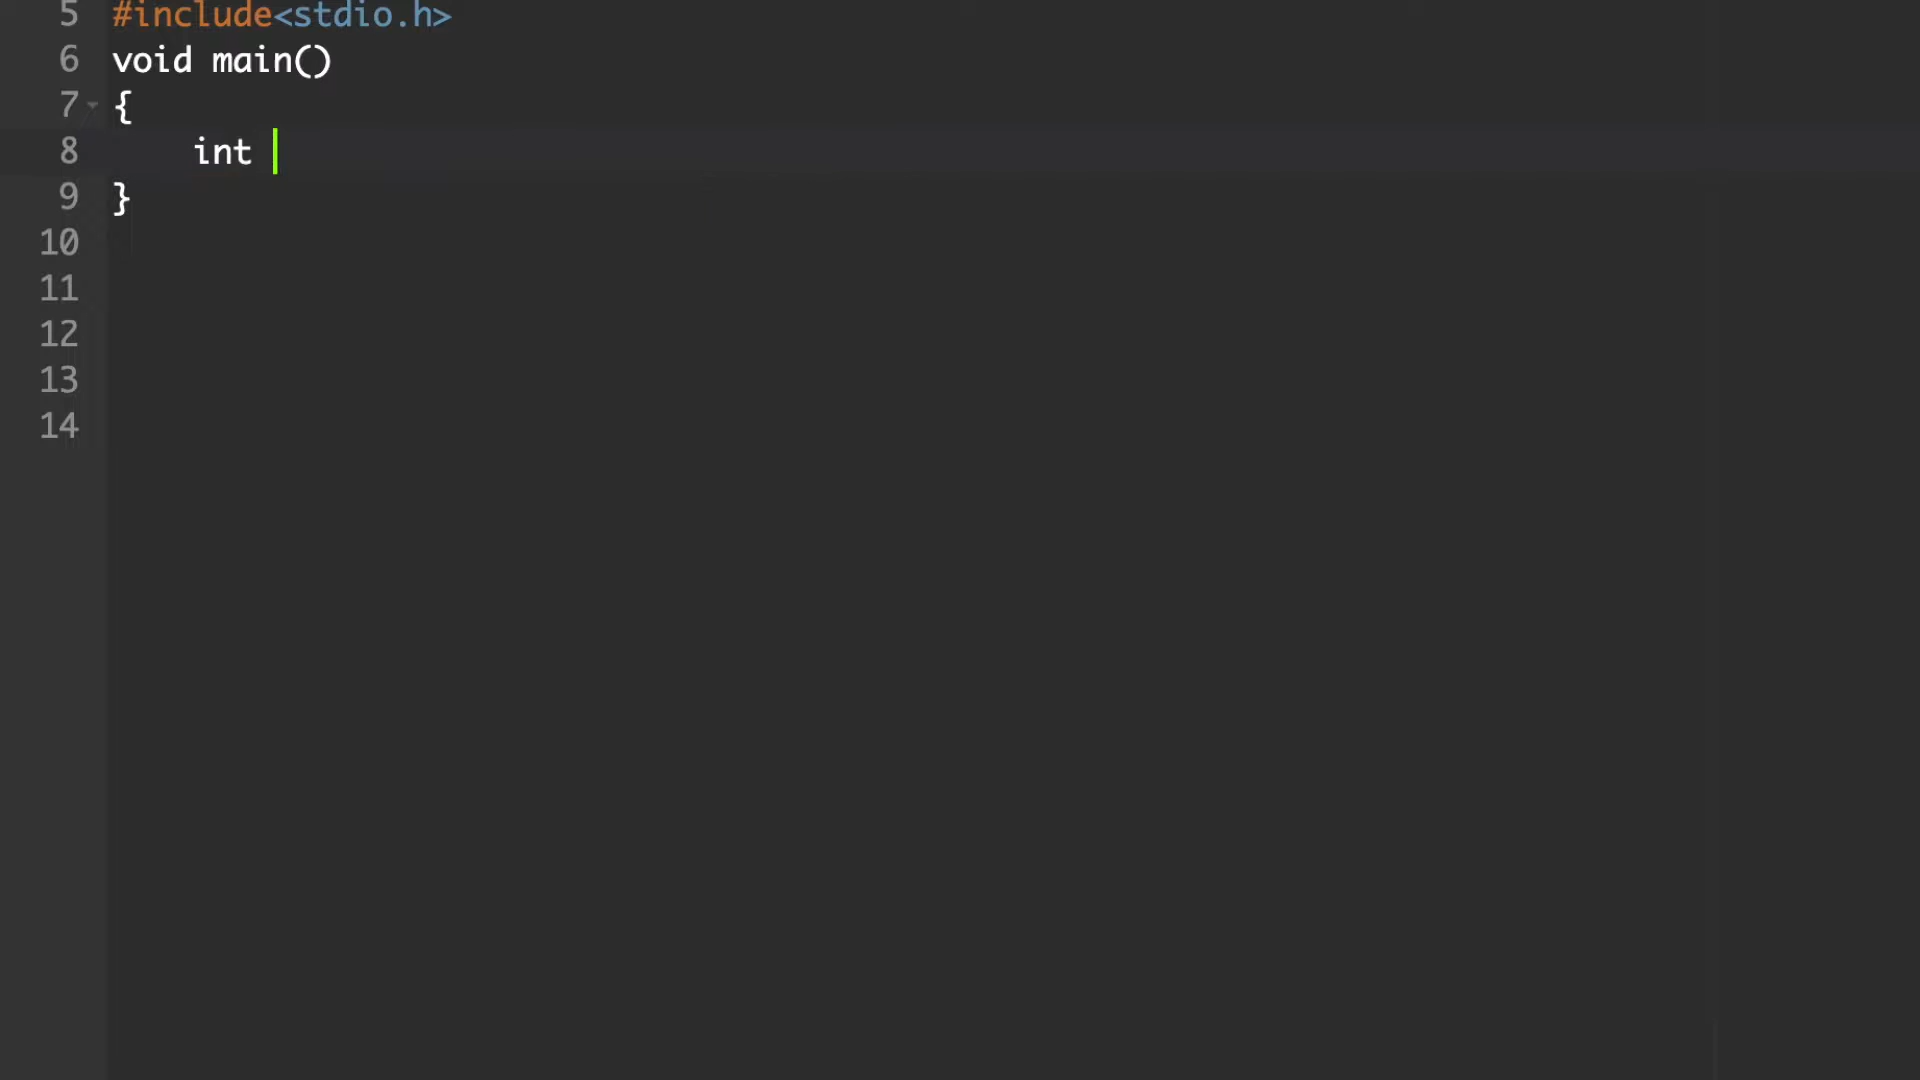 5 #include<stdio.h>
6 void main()
7 {
8     int
9 }
10
11
12
13
14